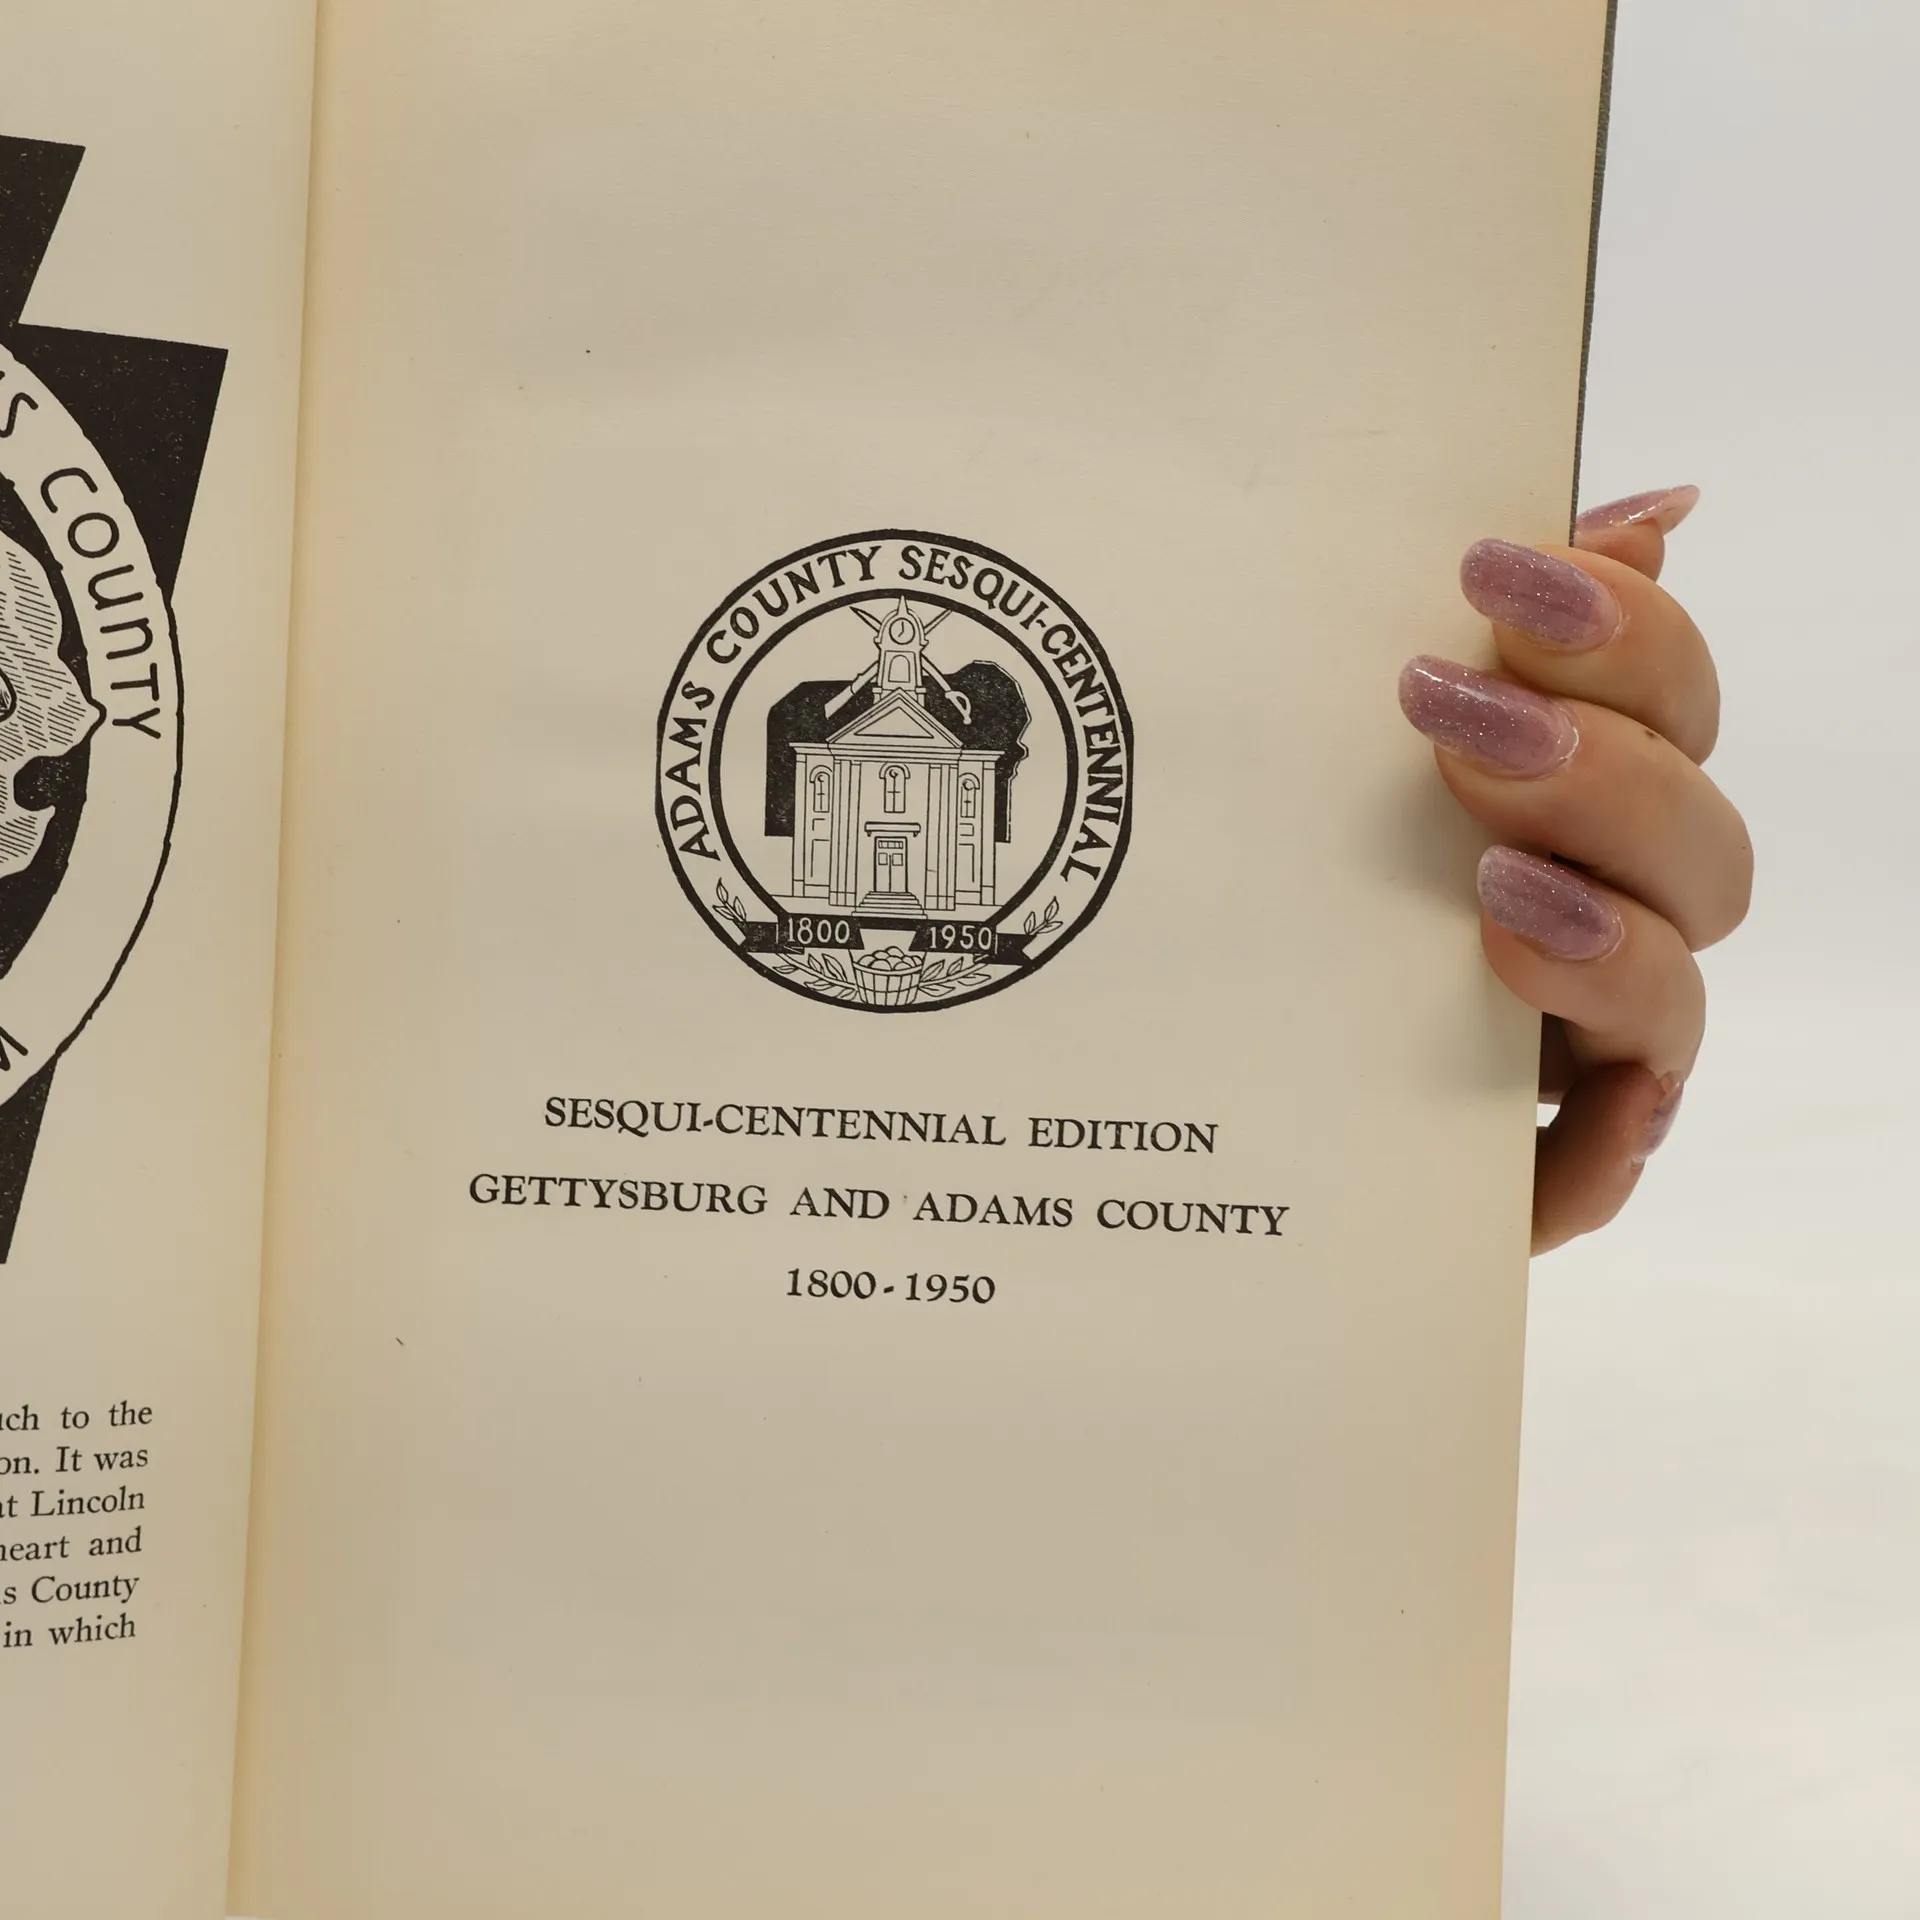 S COUNTY
uch to the
on. It was
at Lincoln
heart and
s County
in which
ADAMS COUNTY SESQUI-CENTENNIAL
1800 1950
SESQUI-CENTENNIAL EDITION
GETTYSBURG AND ADAMS COUNTY
1800-1950